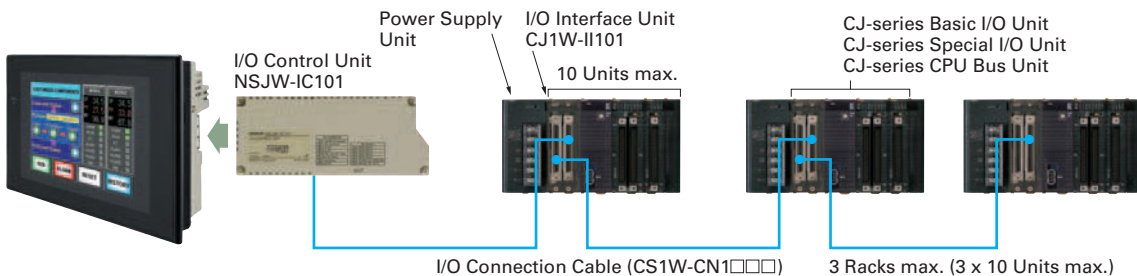 Power Supply
Unit
I/O Interface Unit
CJ1W-II101
CJ-series Basic I/O Unit
CJ-series Special I/O Unit
CJ-series CPU Bus Unit
I/O Control Unit
NSJW-IC101
10 Units max.
I/O Connection Cable (CS1W-CN1□□□)
3 Racks max. (3 x 10 Units max.)